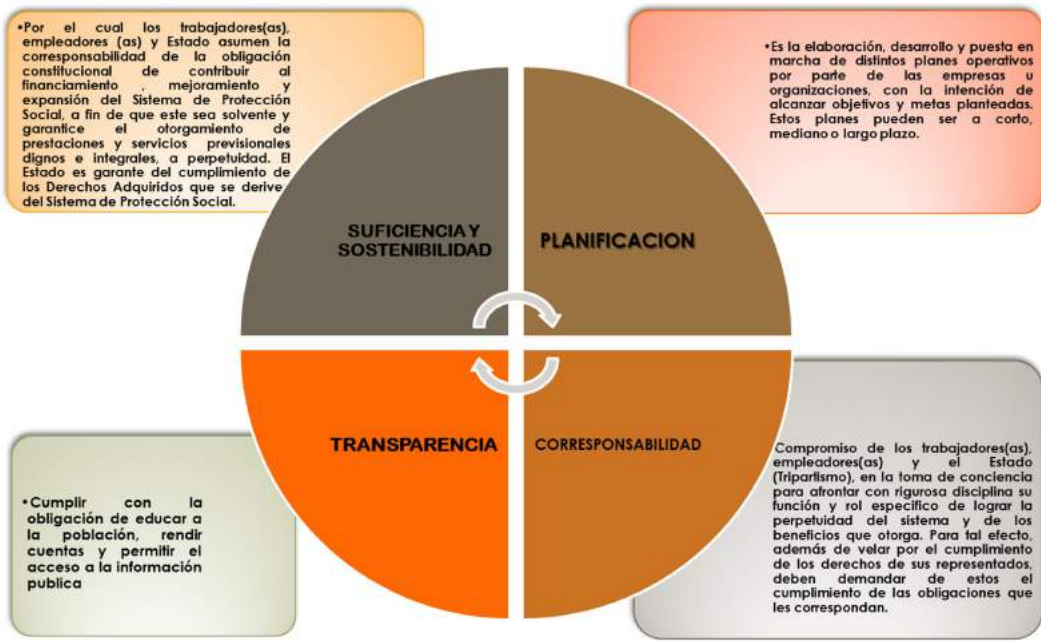 •Por el cual los trabajadores(as),
empleadores (as) y Estado asumen la
corresponsabilidad de la obligación
constitucional de contribuir al
financiamiento , mejoramiento y
expansión del Sistema de Protección
Social, a fin de que este sea solvente y
garantice el otorgamiento de
prestaciones y servicios previsionales
dignos e integrales, a perpetuidad. El
Estado es garante del cumplimiento de
los Derechos Adquiridos que se derive
del Sistema de Protección Social.
•Es la elaboración, desarrollo y puesta en
marcha de distintos planes operativos
por parte de las empresas u
organizaciones, con la intención de
alcanzar objetivos y metas planteadas.
Estos planes pueden ser a corto,
mediano o largo plazo.
SUFICIENCIA Y
SOSTENIBILIDAD
PLANIFICACION
TRANSPARENCIA
CORRESPONSABILIDAD
•Cumplir con la
obligación de educar a
la población, rendir
cuentas y permitir el
acceso a la información
publica
Compromiso de los trabajadores(as),
empleadores(as) y el Estado
(Tripartismo), en la toma de conciencia
para afrontar con rigurosa disciplina su
función y rol especifico de lograr la
perpetuidad del sistema y de los
beneficios que otorga. Para tal efecto,
además de velar por el cumplimiento
de los derechos de sus representados,
deben demandar de estos el
cumplimiento de las obligaciones que
les correspondan.